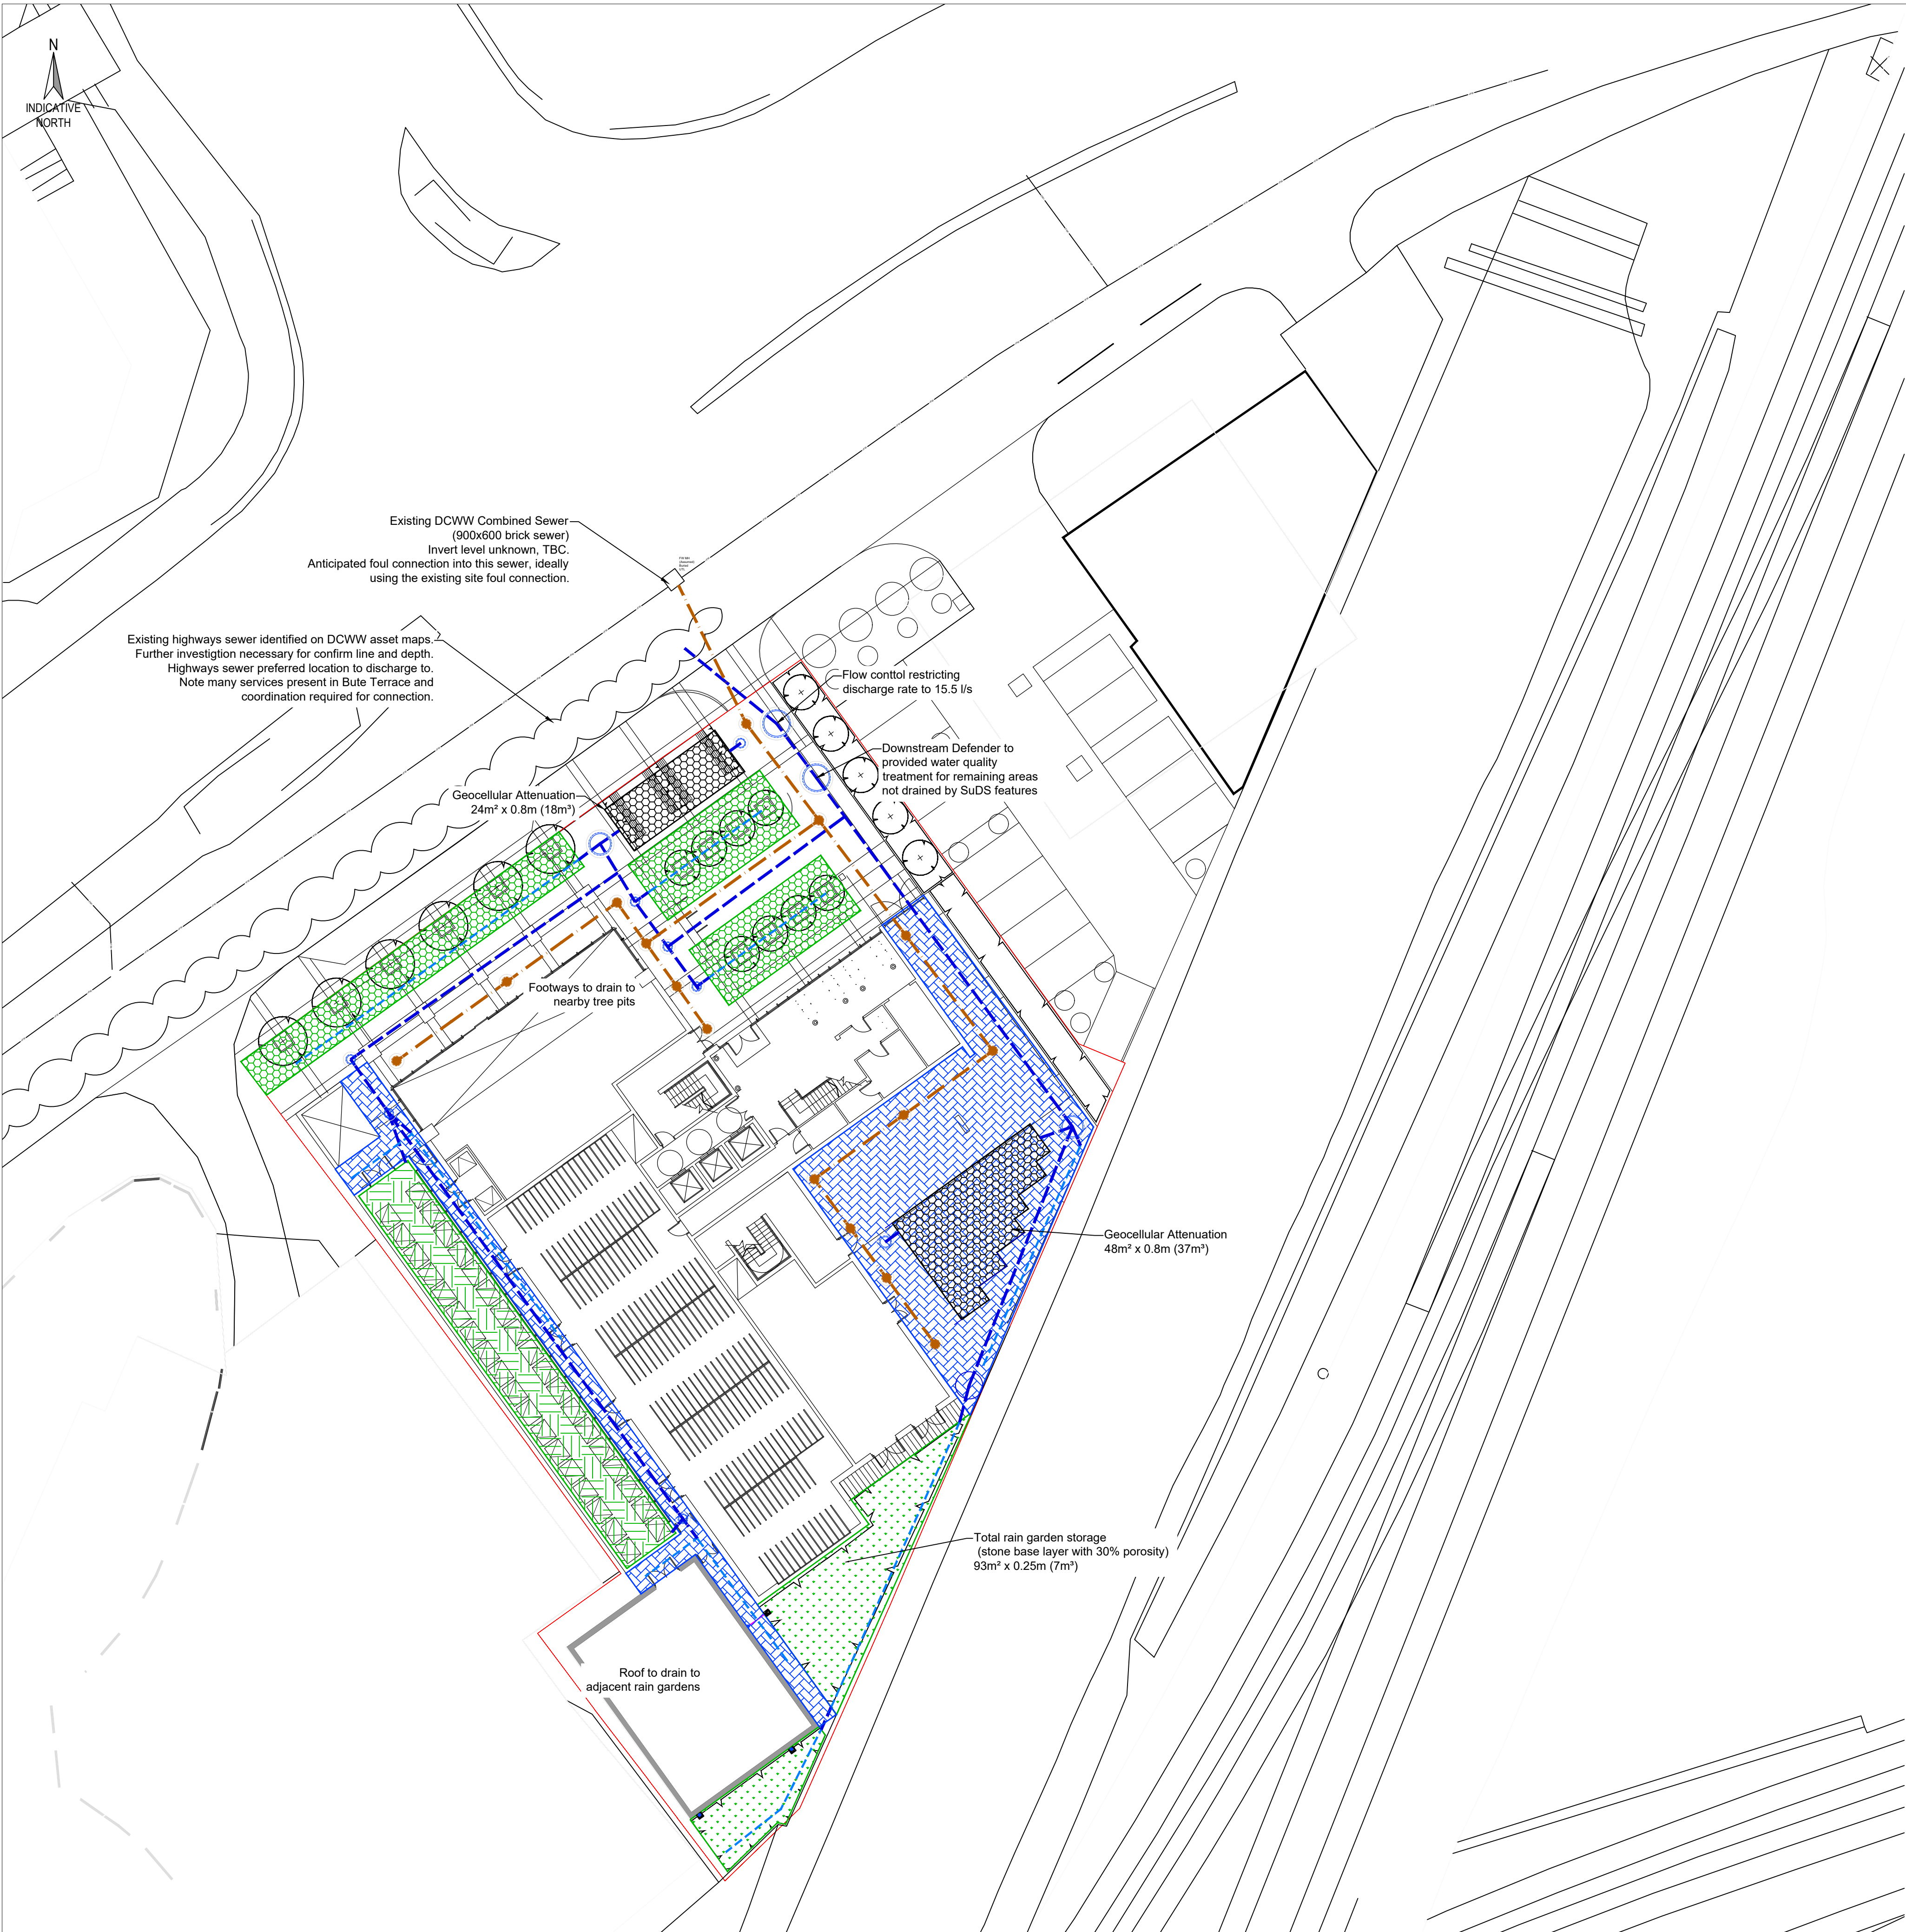 N
INDICATIVE
NORTH
Existing DCWW Combined Sewer
(900x600 brick sewer)
Invert level unknown, TBC.
Anticipated foul connection into this sewer, ideally
using the existing site foul connection.
Existing highways sewer identified on DCWW asset maps.
Further investigtion necessary for confirm line and depth.
Highways sewer preferred location to discharge to.
Note many services present in Bute Terrace and
coordination required for connection.
Flow conttol restricting
discharge rate to 15.5 l/s
Downstream Defender to
provided water quality
treatment for remaining areas
not drained by SuDS features
Geocellular Attenuation
24m² x 0.8m (18m³)
Footways to drain to
nearby tree pits
Geocellular Attenuation
48m² x 0.8m (37m³)
Total rain garden storage
(stone base layer with 30% porosity)
93m² x 0.25m (7m³)
Roof to drain to
adjacent rain gardens